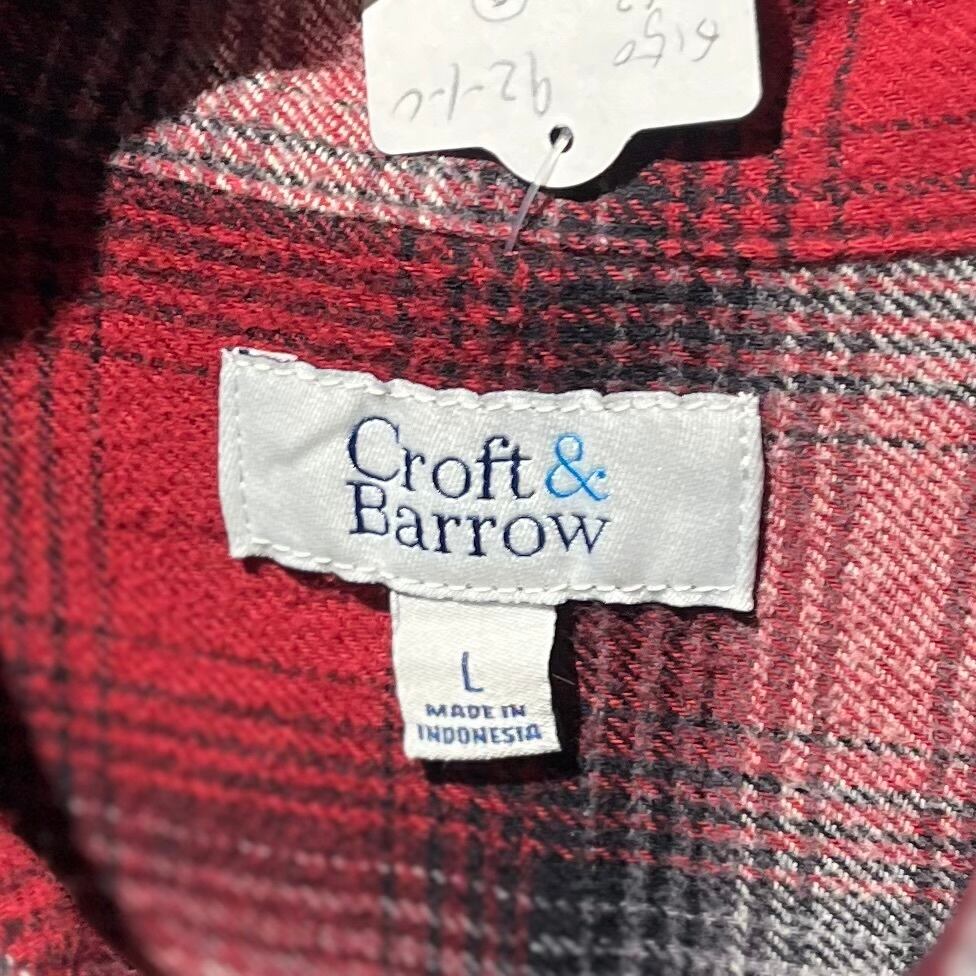 Croft &
Barrow
L
MADE IN
INDONESIA